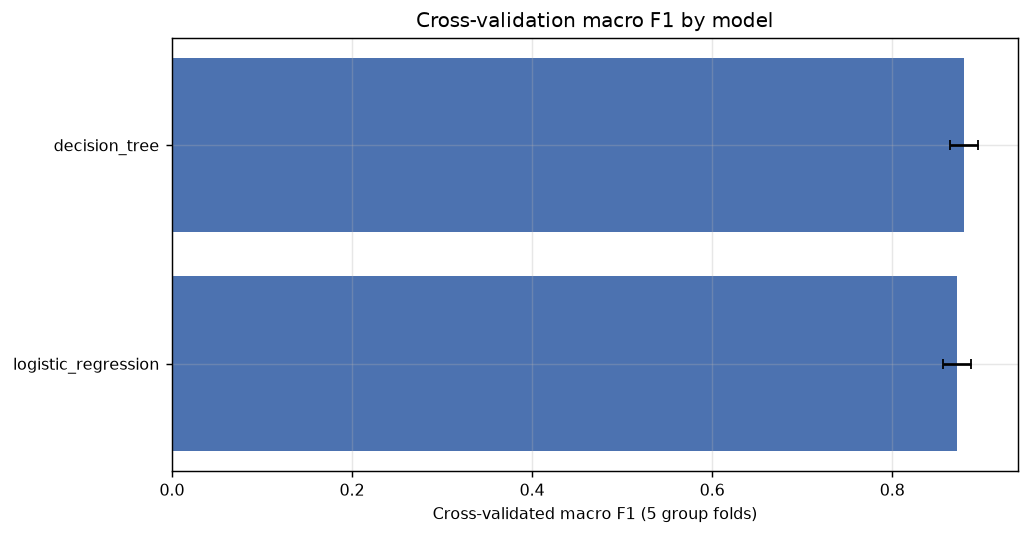 Cross-validation macro F1 by model
decision_tree
logistic_regression
0.0 0.2 0.4 0.6 0.8
Cross-validated macro F1 (5 group folds)